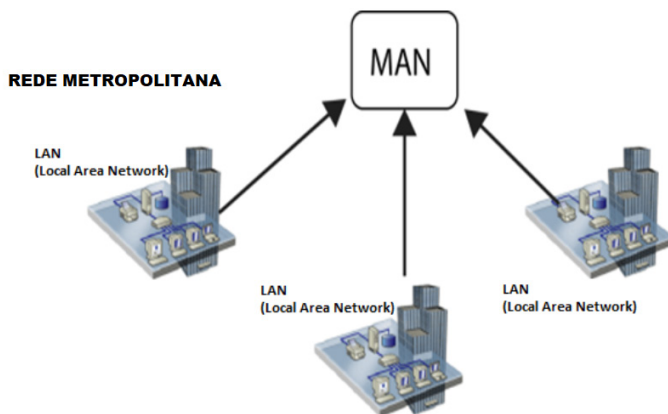 MAN
REDE METROPOLITANA
LAN
(Local Area Network)
LAN
(Local Area Network)
LAN
(Local Area Network)